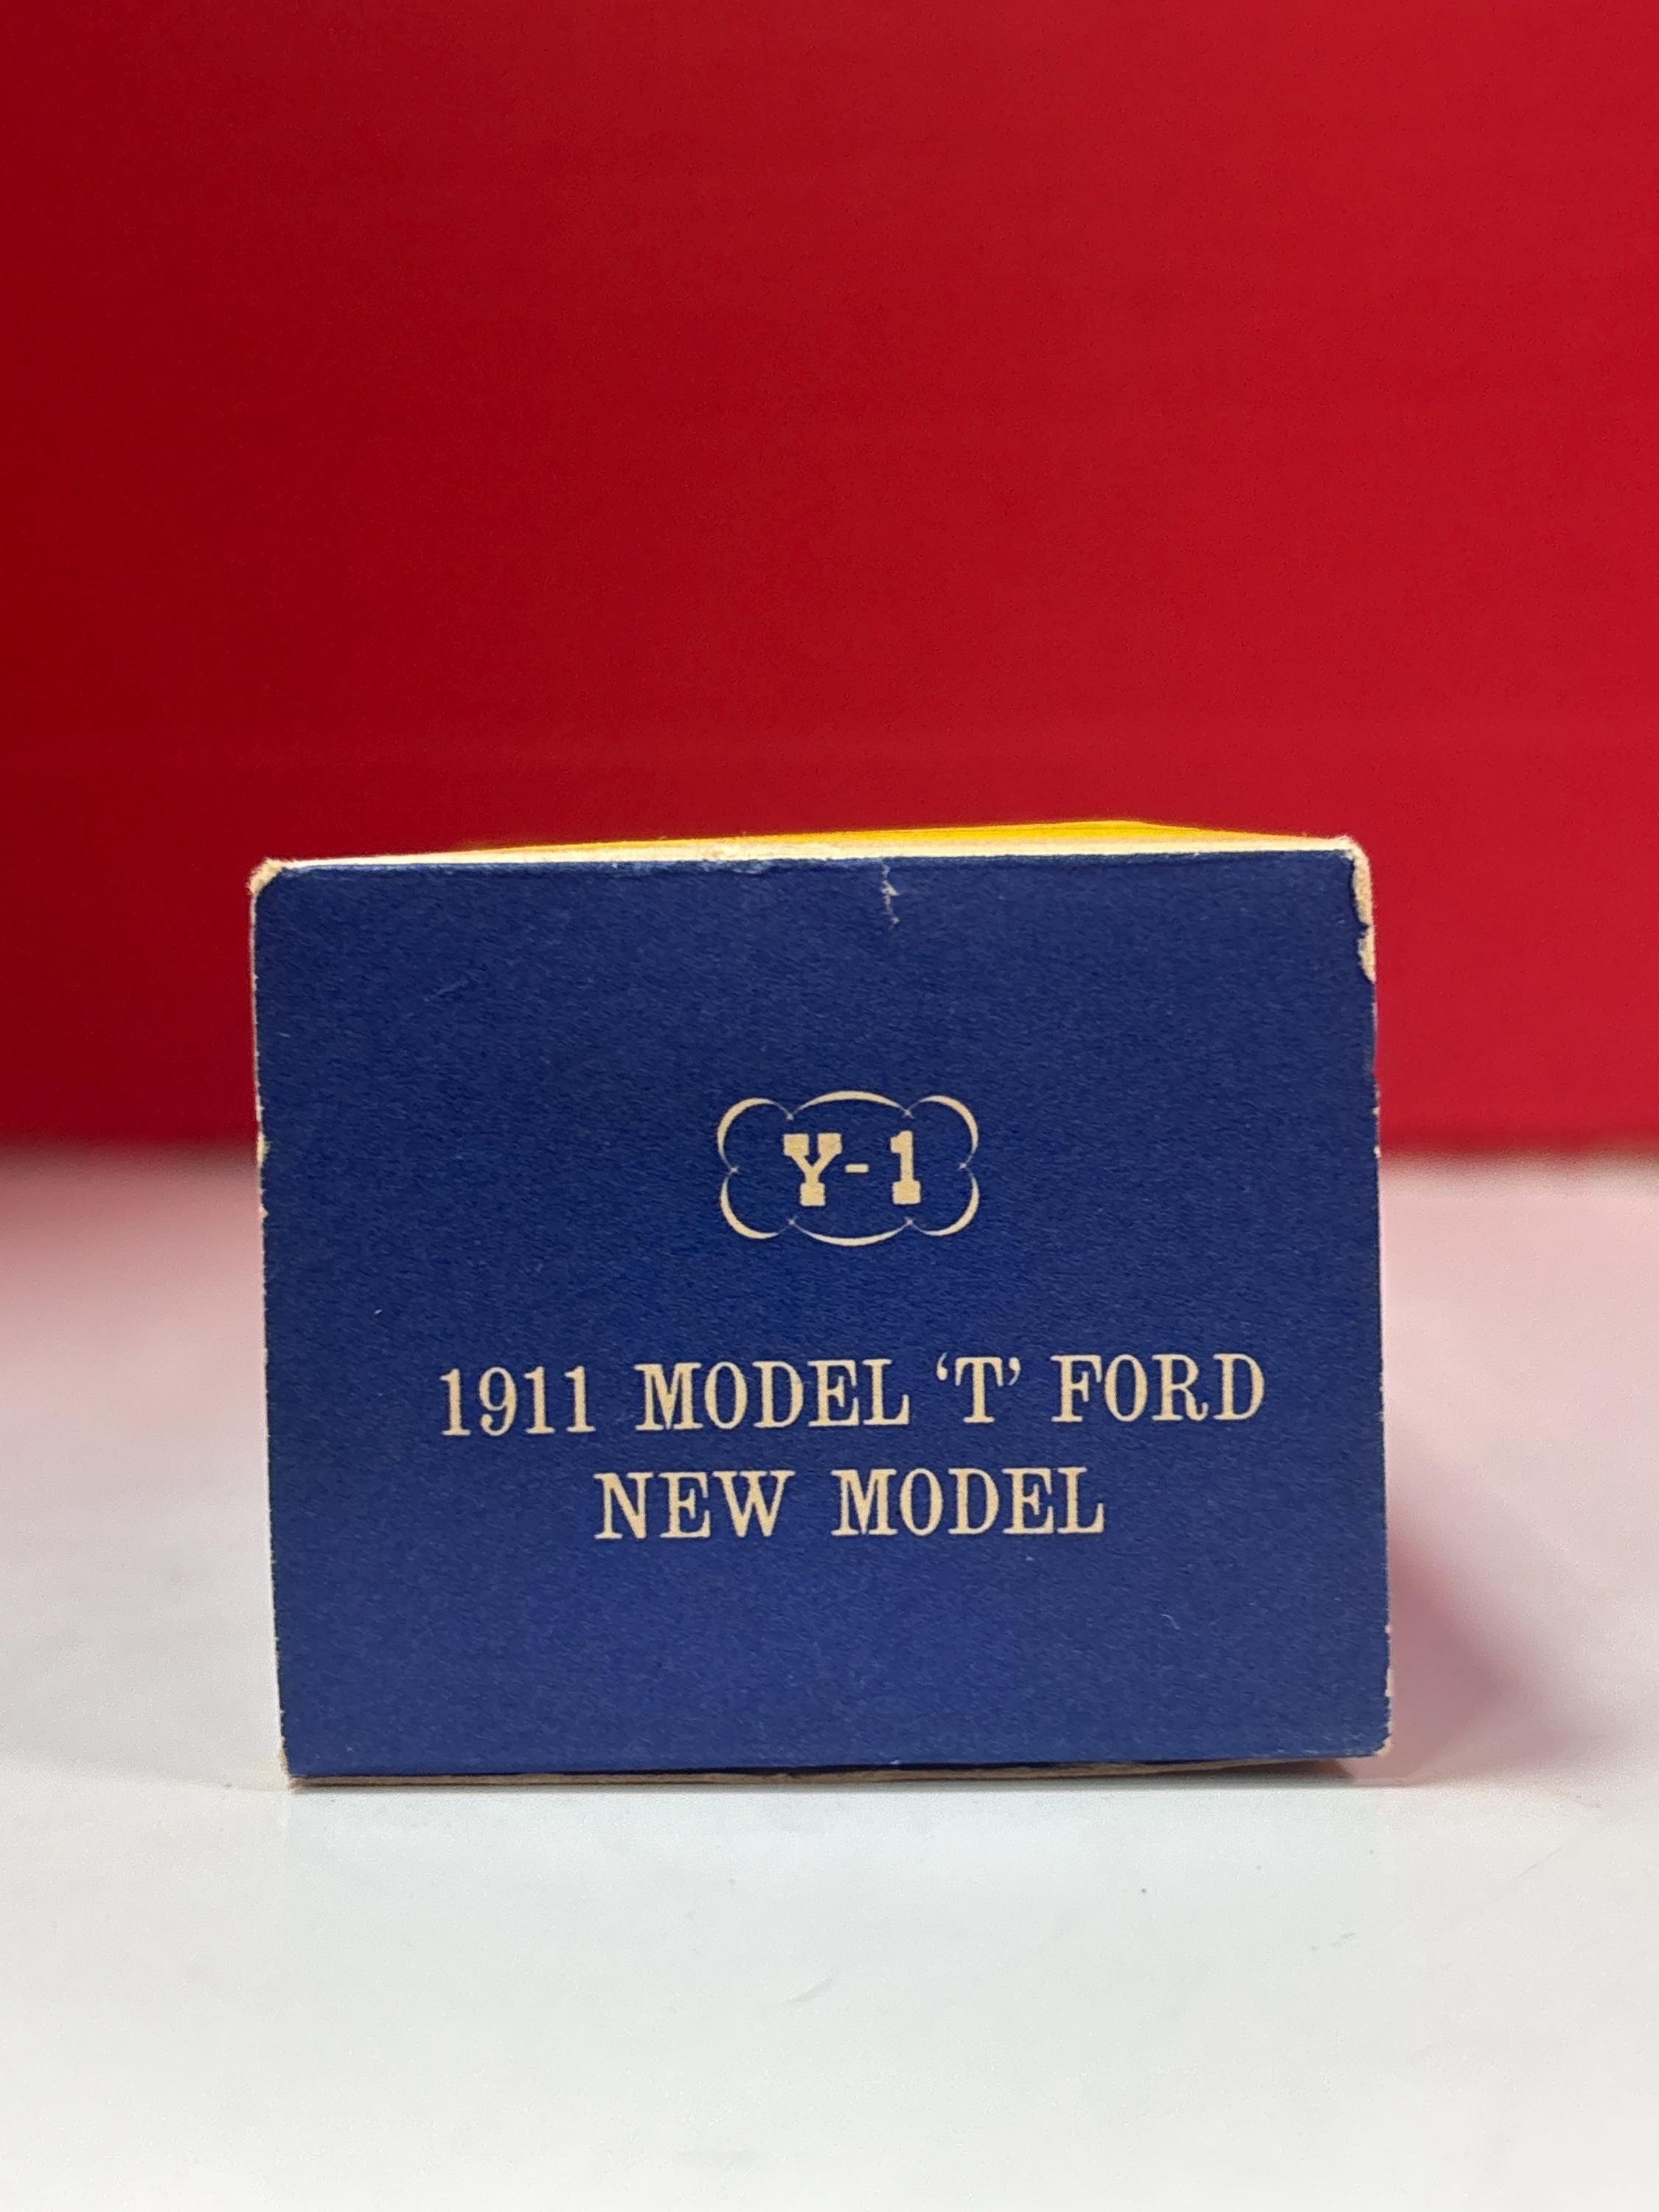 Y-1
1911 MODEL ‘T’ FORD
NEW MODEL